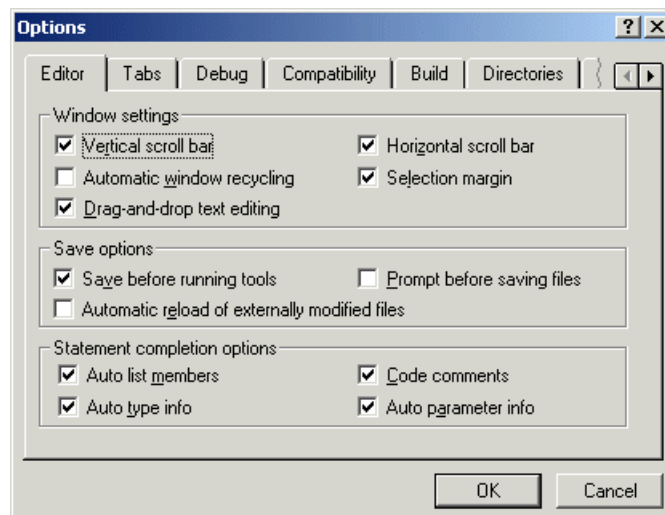 Options
Editor Tabs Debug Compatibility Build Directories
Window settings
Vertical scroll bar Horizontal scroll bar
Automatic window recycling Selection margin
Drag-and-drop text editing
Save options
Save before running tools Prompt before saving files
Automatic reload of externally modified files
Statement completion options
Auto list members Code comments
Auto type info Auto parameter info
OK Cancel